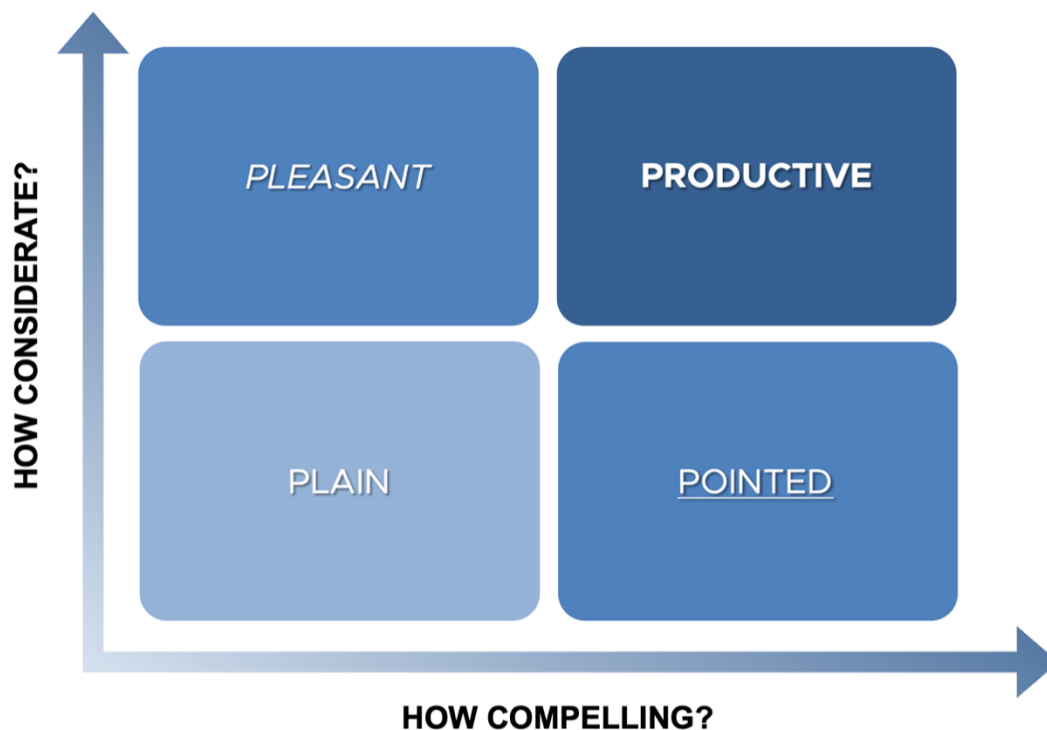 HOW CONSIDERATE?
PLEASANT
PRODUCTIVE
PLAIN
POINTED
HOW COMPELLING?